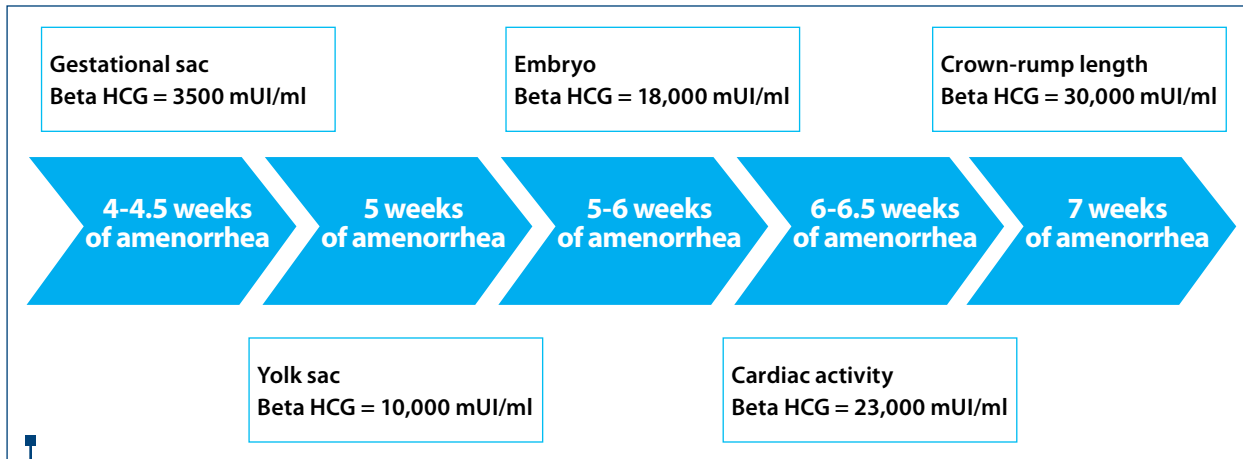 Gestational sac
Beta HCG = 3500 mUI/ml
Embryo
Beta HCG = 18,000 mUI/ml
Crown-rump length
Beta HCG = 30,000 mUI/ml
4-4.5 weeks
of amenorrhea
5 weeks
of amenorrhea
5-6 weeks
of amenorrhea
6-6.5 weeks
of amenorrhea
7 weeks
of amenorrhea
Yolk sac
Beta HCG = 10,000 mUI/ml
Cardiac activity
Beta HCG = 23,000 mUI/ml